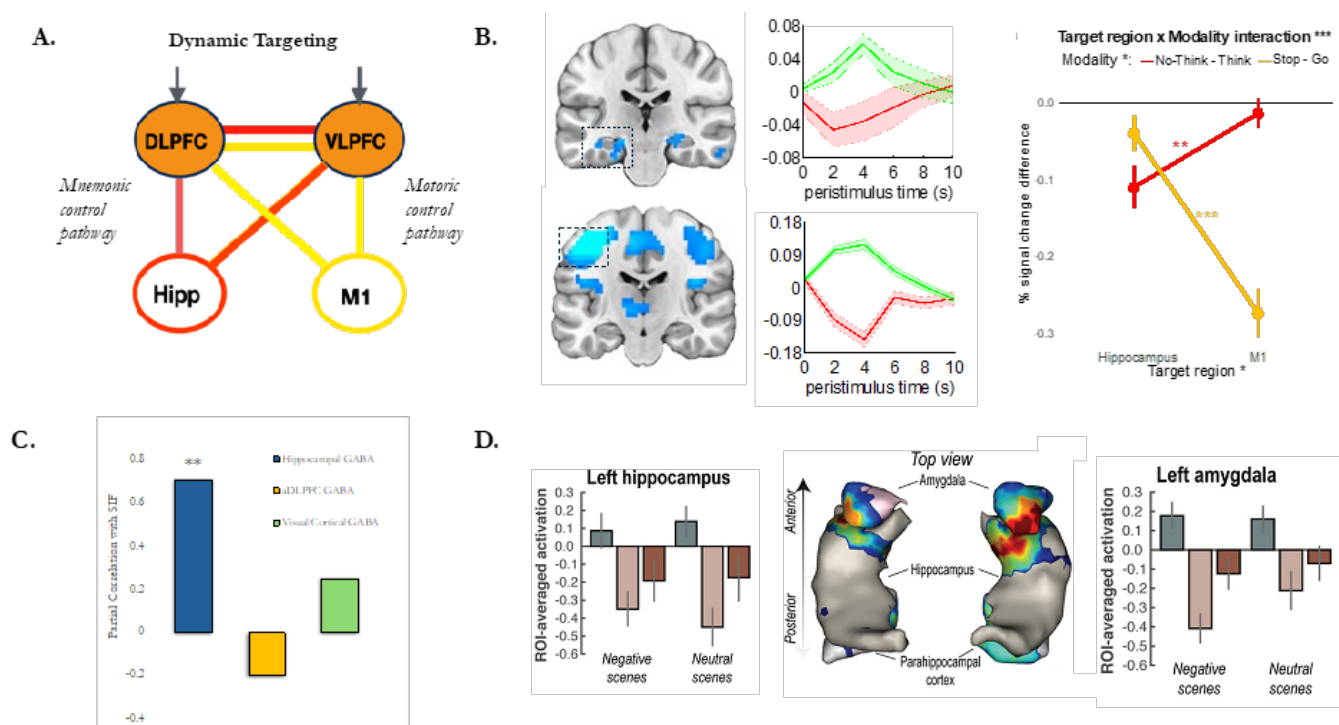 A.
Dynamic Targeting
DLPFC
VLPFC
Mnemonic
control
pathway
Motoric
control
pathway
Hipp
M1
B.
0.08
0.04
0
-0.04
0.08
0 2 4 6 8 10
peristimulus time (s)
0.18
0.09
0
-0.09
-0.18
0 2 4 6 8 10
peristimulus time (s)
Target region x Modality interaction ***
Modality *: No-Think - Think Stop - Go
% signal change difference
0.0
-0.1
-0.2
-0.3
**
***
Hippocampus M1
Target region *
C.
Partial Correlation with SIF
0.8
0.6
0.4
0.2
0
-0.2
-0.4
**
Hippocampal GABA
aDLPFC GABA
Visual Cortical GABA
D.
Left hippocampus
ROI-averaged activation
0.3
0.2
0.1
0.0
-0.1
-0.2
-0.3
-0.4
-0.5
-0.6
Negative
scenes
Neutral
scenes
Top view
Anterior
Posterior
Amygdala
Hippocampus
Parahippocampal
cortex
Left amygdala
ROI-averaged activation
0.3
0.2
0.1
0.0
-0.1
-0.2
-0.3
-0.4
-0.5
-0.6
Negative
scenes
Neutral
scenes